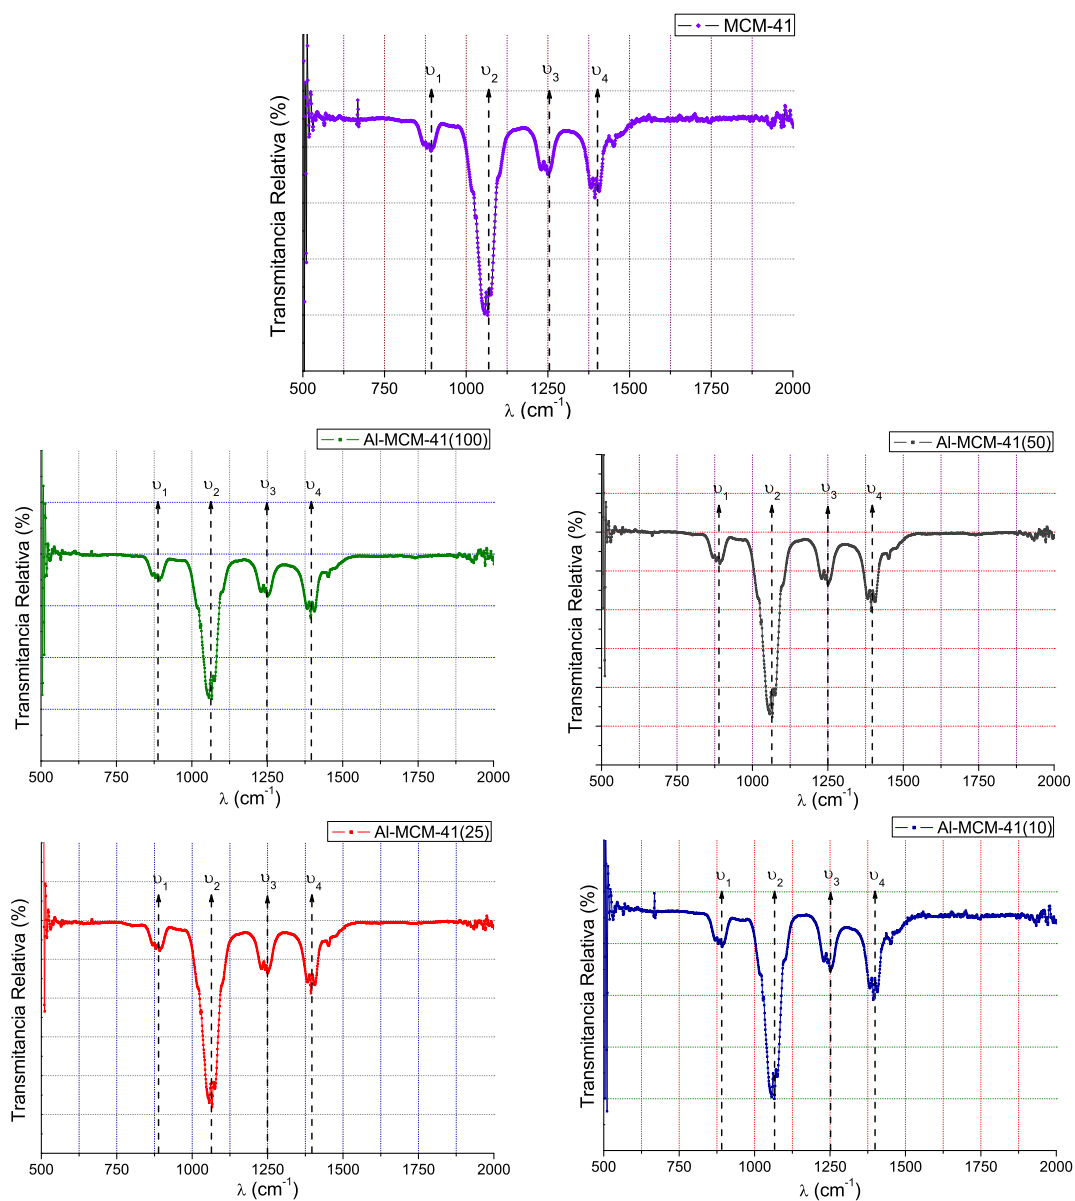 MCM-41
υ1 υ2 υ3 υ4
Transmitancia Relativa (%)
500 750 1000 1250 1500 1750 2000
λ (cm-1)
Al-MCM-41(100)
υ1 υ2 υ3 υ4
Transmitancia Relativa (%)
500 750 1000 1250 1500 1750 2000
λ (cm-1)
Al-MCM-41(50)
υ1 υ2 υ3 υ4
Transmitancia Relativa (%)
500 750 1000 1250 1500 1750 2000
λ (cm-1)
Al-MCM-41(25)
υ1 υ2 υ3 υ4
Transmitancia Relativa (%)
500 750 1000 1250 1500 1750 2000
λ (cm-1)
Al-MCM-41(10)
υ1 υ2 υ3 υ4
Transmitancia Relativa (%)
500 750 1000 1250 1500 1750 2000
λ (cm-1)